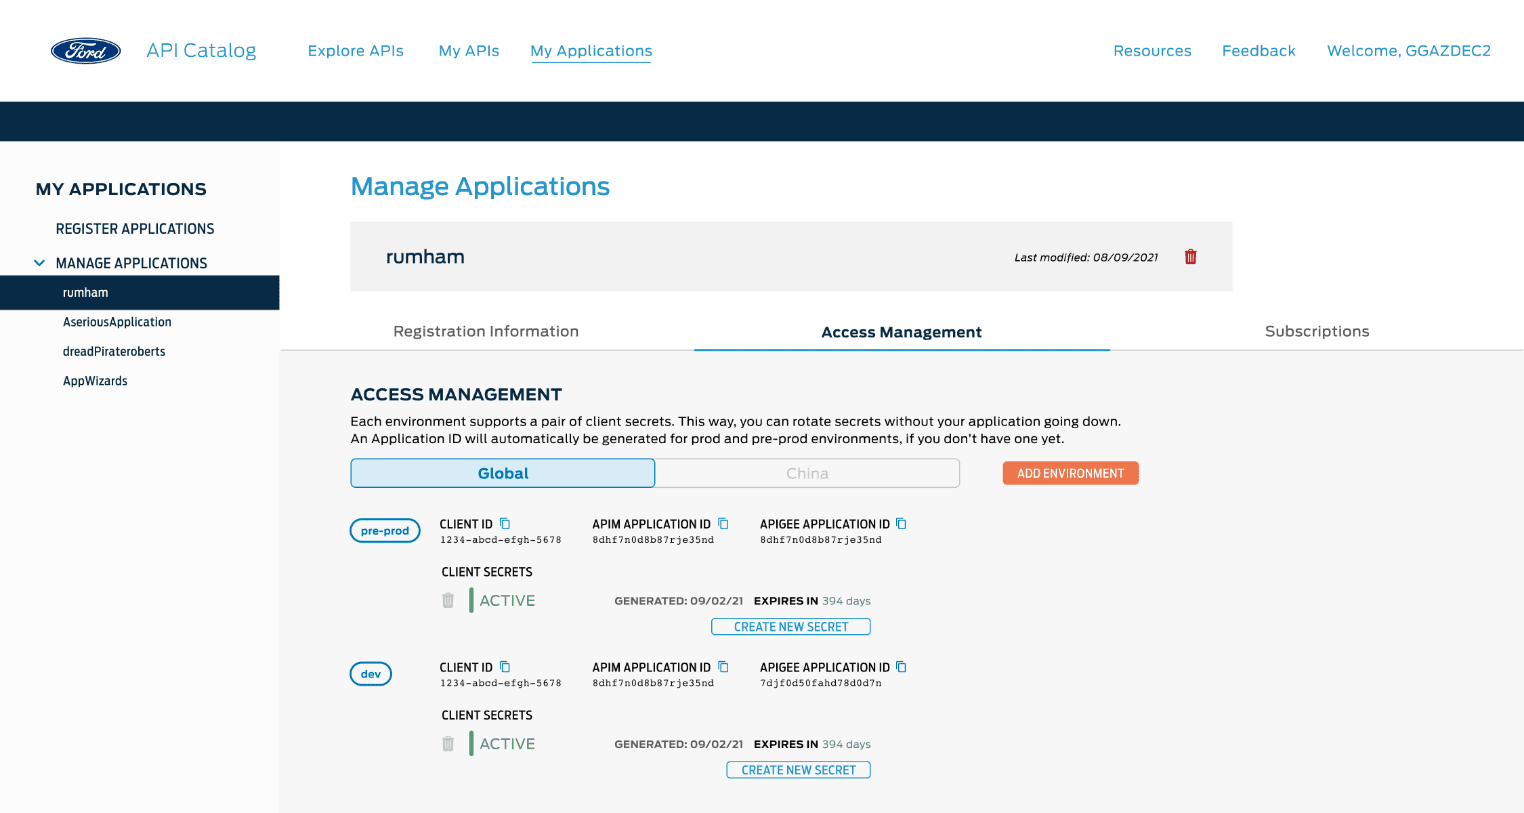 Ford API Catalog Explore APIs My APIs My Applications Resources Feedback Welcome, GGAZDEC2
MY APPLICATIONS
REGISTER APPLICATIONS
MANAGE APPLICATIONS
rumham
AseriousApplication
dreadPirateroberts
AppWizards
Manage Applications
rumham Last modified: 08/09/2021
Registration Information Access Management Subscriptions
ACCESS MANAGEMENT
Each environment supports a pair of client secrets. This way, you can rotate secrets without your application going down.
An Application ID will automatically be generated for prod and pre-prod environments, if you don't have one yet.
Global China ADD ENVIRONMENT
pre-prod CLIENT ID APIM APPLICATION ID APIGEE APPLICATION ID
1234-abcd-efgh-5678 8dhf7n0d8b87rje35nd 8dhf7n0d8b87rje35nd
CLIENT SECRETS
ACTIVE GENERATED: 09/02/21 EXPIRES IN 394 days
CREATE NEW SECRET
dev CLIENT ID APIM APPLICATION ID APIGEE APPLICATION ID
1234-abcd-efgh-5678 8dhf7n0d8b87rje35nd 7djf0d50fahd78d0d7n
CLIENT SECRETS
ACTIVE GENERATED: 09/02/21 EXPIRES IN 394 days
CREATE NEW SECRET